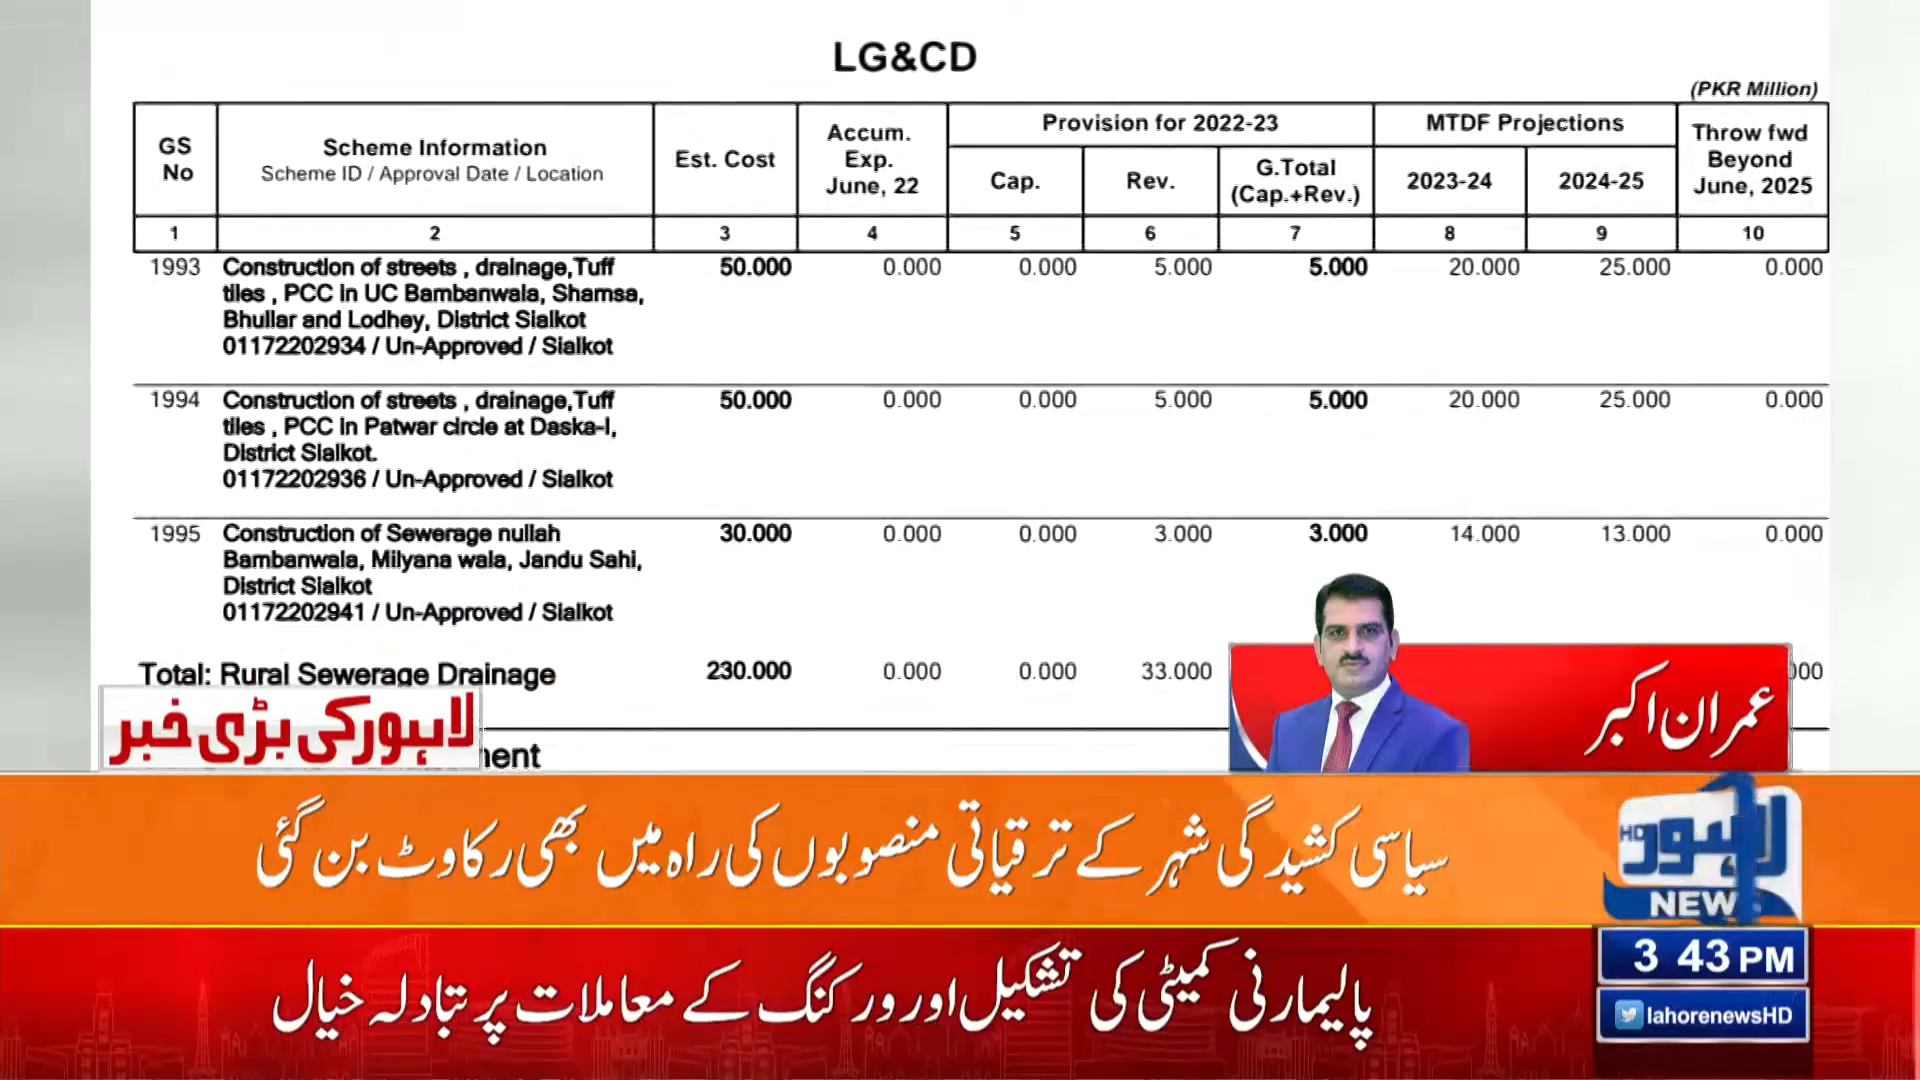 LG&CD
(PKR Million)
GS No | Scheme Information Scheme ID / Approval Date / Location | Est. Cost | Accum. Exp. June, 22 | Provision for 2022-23 | MTDF Projections | Throw fwd Beyond June, 2025
Cap. | Rev. | G.Total (Cap.+Rev.) | 2023-24 | 2024-25
1 | 2 | 3 | 4 | 5 | 6 | 7 | 8 | 9 | 10
1993 | Construction of streets , drainage,Tuff | 50.000 | 0.000 | 0.000 | 5.000 | 5.000 | 20.000 | 25.000 | 0.000
tiles , PCC in UC Bambanwala, Shamsa,
Bhullar and Lodhey, District Sialkot
01172202934 / Un-Approved / Sialkot
1994 | Construction of streets , drainage,Tuff | 50.000 | 0.000 | 0.000 | 5.000 | 5.000 | 20.000 | 25.000 | 0.000
tiles , PCC in Patwar circle at Daska-I,
District Sialkot.
01172202936 / Un-Approved / Sialkot
1995 | Construction of Sewerage nullah | 30.000 | 0.000 | 0.000 | 3.000 | 3.000 | 14.000 | 13.000 | 0.000
Bambanwala, Milyana wala, Jandu Sahi,
District Sialkot
01172202941 / Un-Approved / Sialkot
Total: Rural Sewerage Drainage | 230.000 | 0.000 | 0.000 | 33.000
عمران اکبر
لاہور کی بڑی خبر
سیاسی کشیدگی شہر کے ترقیاتی منصوبوں کی راہ میں بھی رکاوٹ بن گئی
لاہور HD
NEWS
پالیمارنی کمیٹی کی تشکیل اور ورکنگ کے معاملات پر تبادلہ خیال
3 43 PM
lahorenewsHD